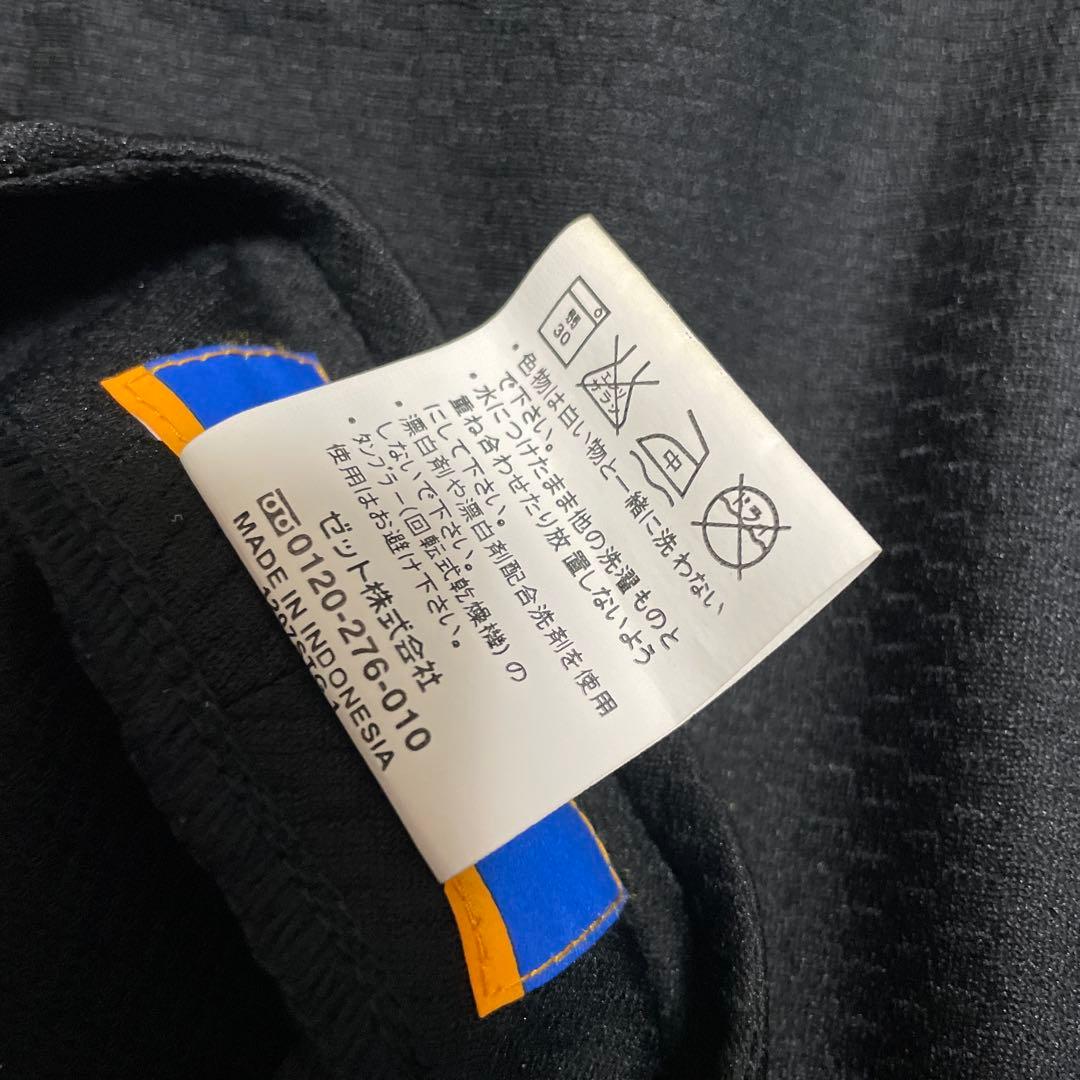 弱
30
エンソ
サラシ
中
ドライ
・色物は白い物と一緒に洗わない
で下さい。
・水につけたまま他の洗濯ものと
重ね合わせたり放置しないよう
にして下さい。
・漂白剤や漂白剤配合洗剤を使用
しないで下さい。
・タンブラー(回転式乾燥機)の
使用はお避け下さい。
ゼット株式会社
0120-276-010
MADE IN INDONESIA